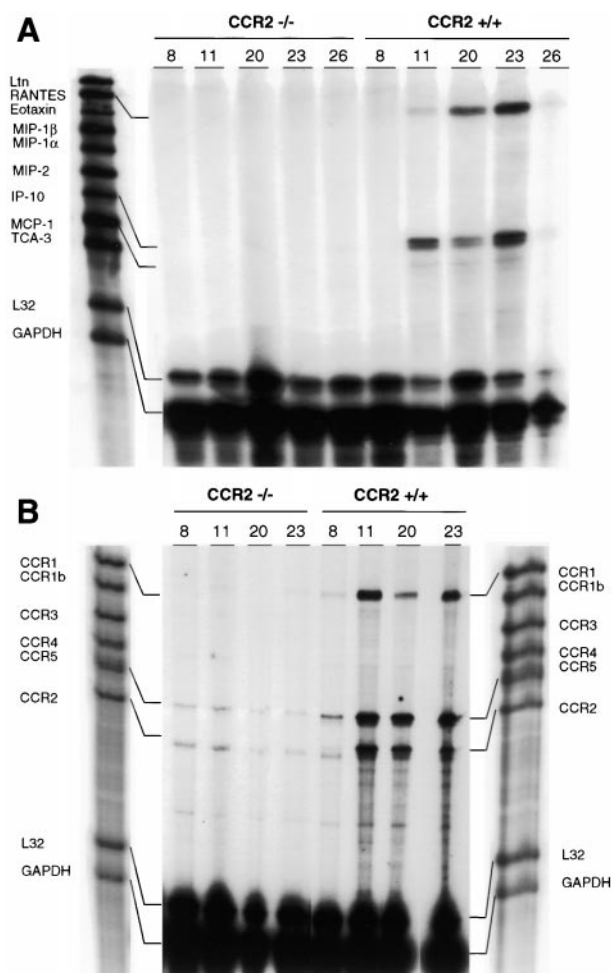 A
CCR2 -/- CCR2 +/+
8 11 20 23 26 8 11 20 23 26
Ltn
RANTES
Eotaxin
MIP-1β
MIP-1α
MIP-2
IP-10
MCP-1
TCA-3
L32
GAPDH
B
CCR2 -/- CCR2 +/+
8 11 20 23 8 11 20 23
CCR1
CCR1b
CCR3
CCR4
CCR5
CCR2
L32
GAPDH
CCR1
CCR1b
CCR3
CCR4
CCR5
CCR2
L32
GAPDH